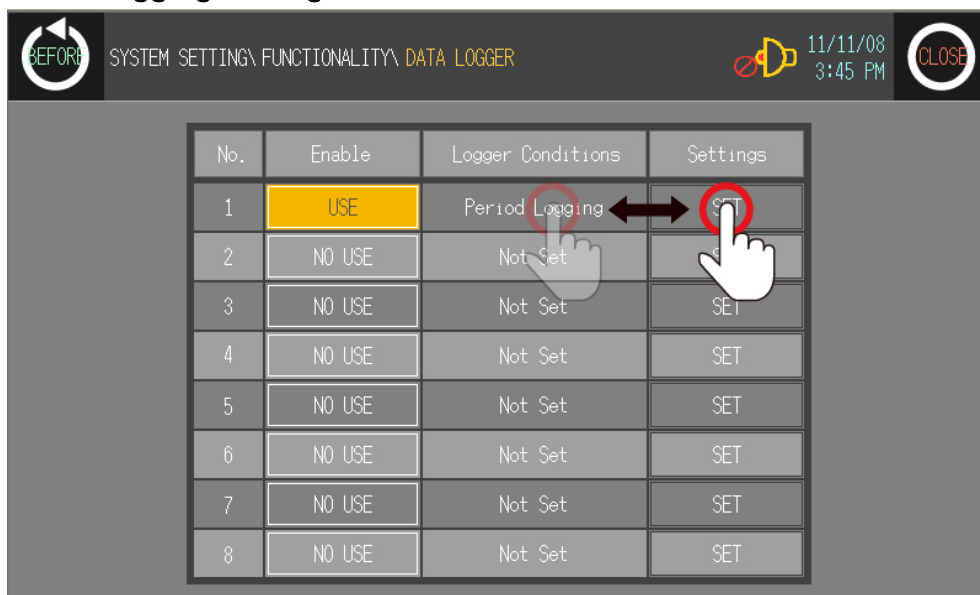 BEFORE SYSTEM SETTING\ FUNCTIONALITY\ DATA LOGGER 11/11/08 CLOSE
3:45 PM
No. Enable Logger Conditions Settings
1 USE Period Logging SET
2 NO USE Not Set
3 NO USE Not Set SET
4 NO USE Not Set SET
5 NO USE Not Set SET
6 NO USE Not Set SET
7 NO USE Not Set SET
8 NO USE Not Set SET